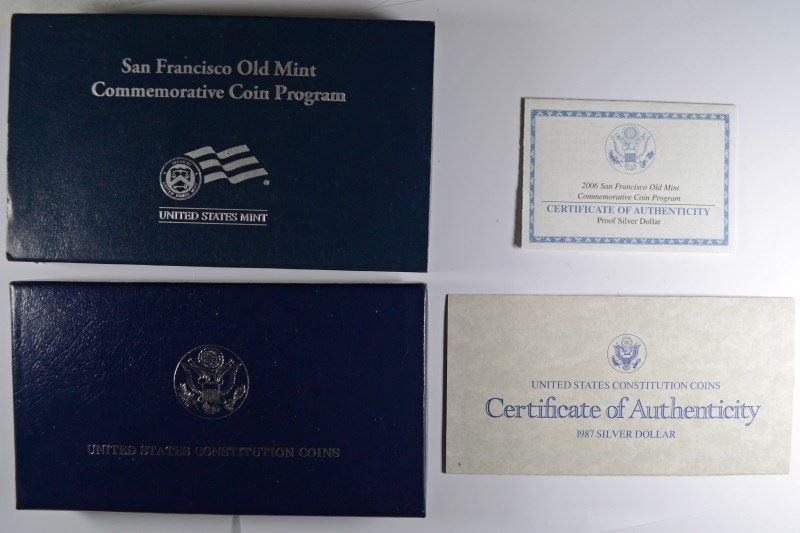 San Francisco Old Mint
Commemorative Coin Program
UNITED STATES MINT
2006 San Francisco Old Mint
Commemorative Coin Program
CERTIFICATE OF AUTHENTICITY
Proof Silver Dollar
UNITED STATES CONSTITUTION COINS
UNITED STATES CONSTITUTION COINS
Certificate of Authenticity
1987 SILVER DOLLAR